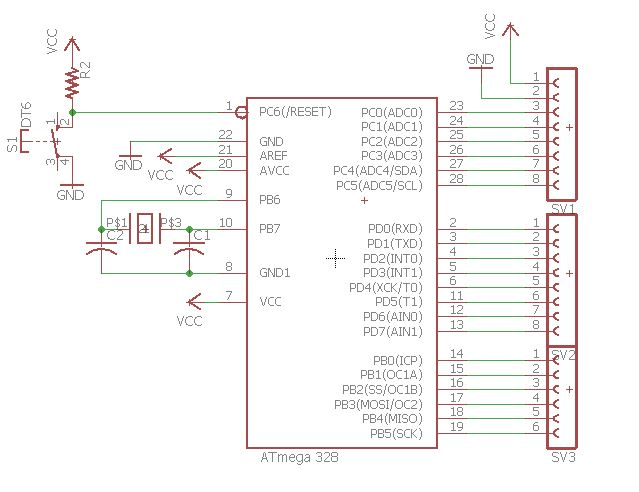 VCC
VCC
GND
R2
DT6
S1
1
2
3
4
GND
GND
VCC
VCC
VCC
P$1
P$3
C2
C1
1 PC6(/RESET)
22 GND
21 AREF
20 AVCC
9 PB6
10 PB7
8 GND1
7 VCC
PC0(ADC0) 23
PC1(ADC1) 24
PC2(ADC2) 25
PC3(ADC3) 26
PC4(ADC4/SDA) 27
PC5(ADC5/SCL) 28
PD0(RXD) 2
PD1(TXD) 3
PD2(INT0) 4
PD3(INT1) 5
PD4(XCK/T0) 6
PD5(T1) 11
PD6(AIN0) 12
PD7(AIN1) 13
PB0(ICP) 14
PB1(OC1A) 15
PB2(SS/OC1B) 16
PB3(MOSI/OC2) 17
PB4(MISO) 18
PB5(SCK) 19
ATmega 328
1
2
3
4
5
6
7
8
SV1
1
2
3
4
5
6
7
8
SV2
1
2
3
4
5
6
SV3